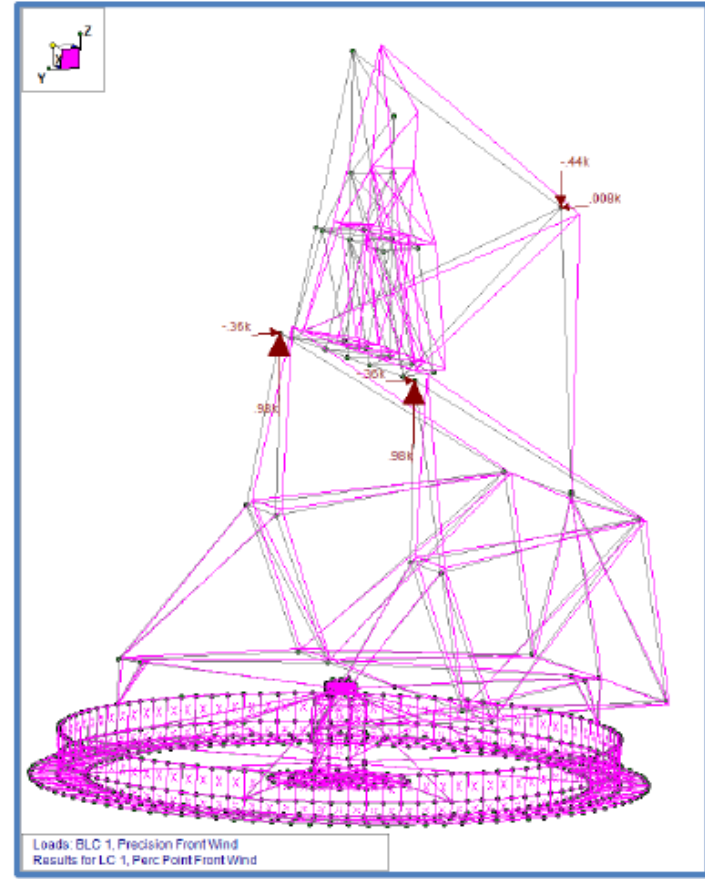 Z
Y
-.44k
.008k
-.36k
-.36k
.98k
.98k
Loads: BLC 1, Precision Front Wind
Results for LC 1, Perc Point Front Wind